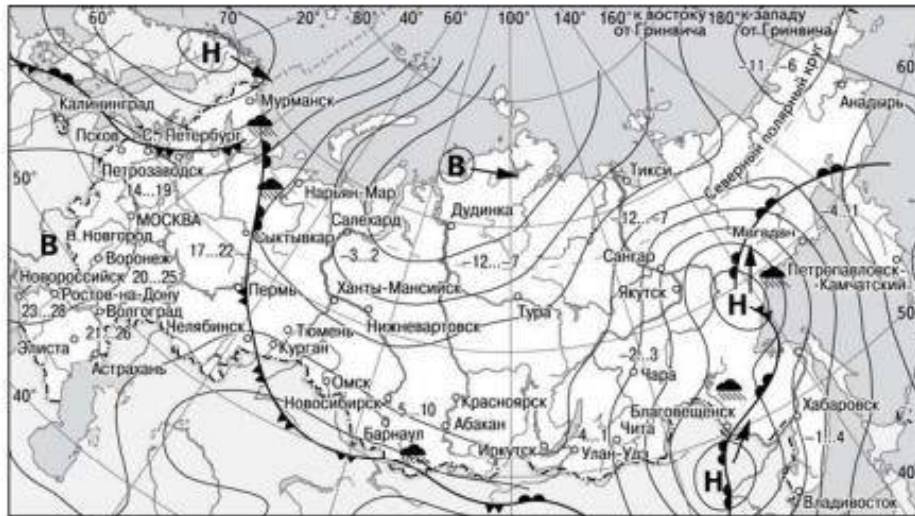 60° 70° 20° 20° 40° 60° 80° 100° 120° 140° 160° 180°
к востоку от Гринвича
к западу от Гринвича
60°
50°
50°
40°
40°
Северный полярный круг
Н
В
В
Н
Н
Калининград
Мурманск
Псков
С.-Петербург
Петрозаводск
14...19
МОСКВА
В.Новгород
Воронеж
20...25
Новороссийск
Ростов-на-Дону
23...28
Волгоград
21...26
Элиста
Астрахань
17...22
Сыктывкар
Пермь
Челябинск
Нарьян-Мар
Салехард
-3...2
Ханты-Мансийск
Нижневартовск
Тюмень
Курган
Омск
Новосибирск
5...10
Барнаул
Дудинка
-12...-7
Тура
Красноярск
Абакан
Иркутск
-4...1
Улан-Удэ
Чита
Чара
-2...3
Благовещенск
Тикси
-12...-7
Сангар
Якутск
Магадан
-11...-6
Анадырь
-4...1
Петропавловск-Камчатский
Хабаровск
-1...4
Владивосток